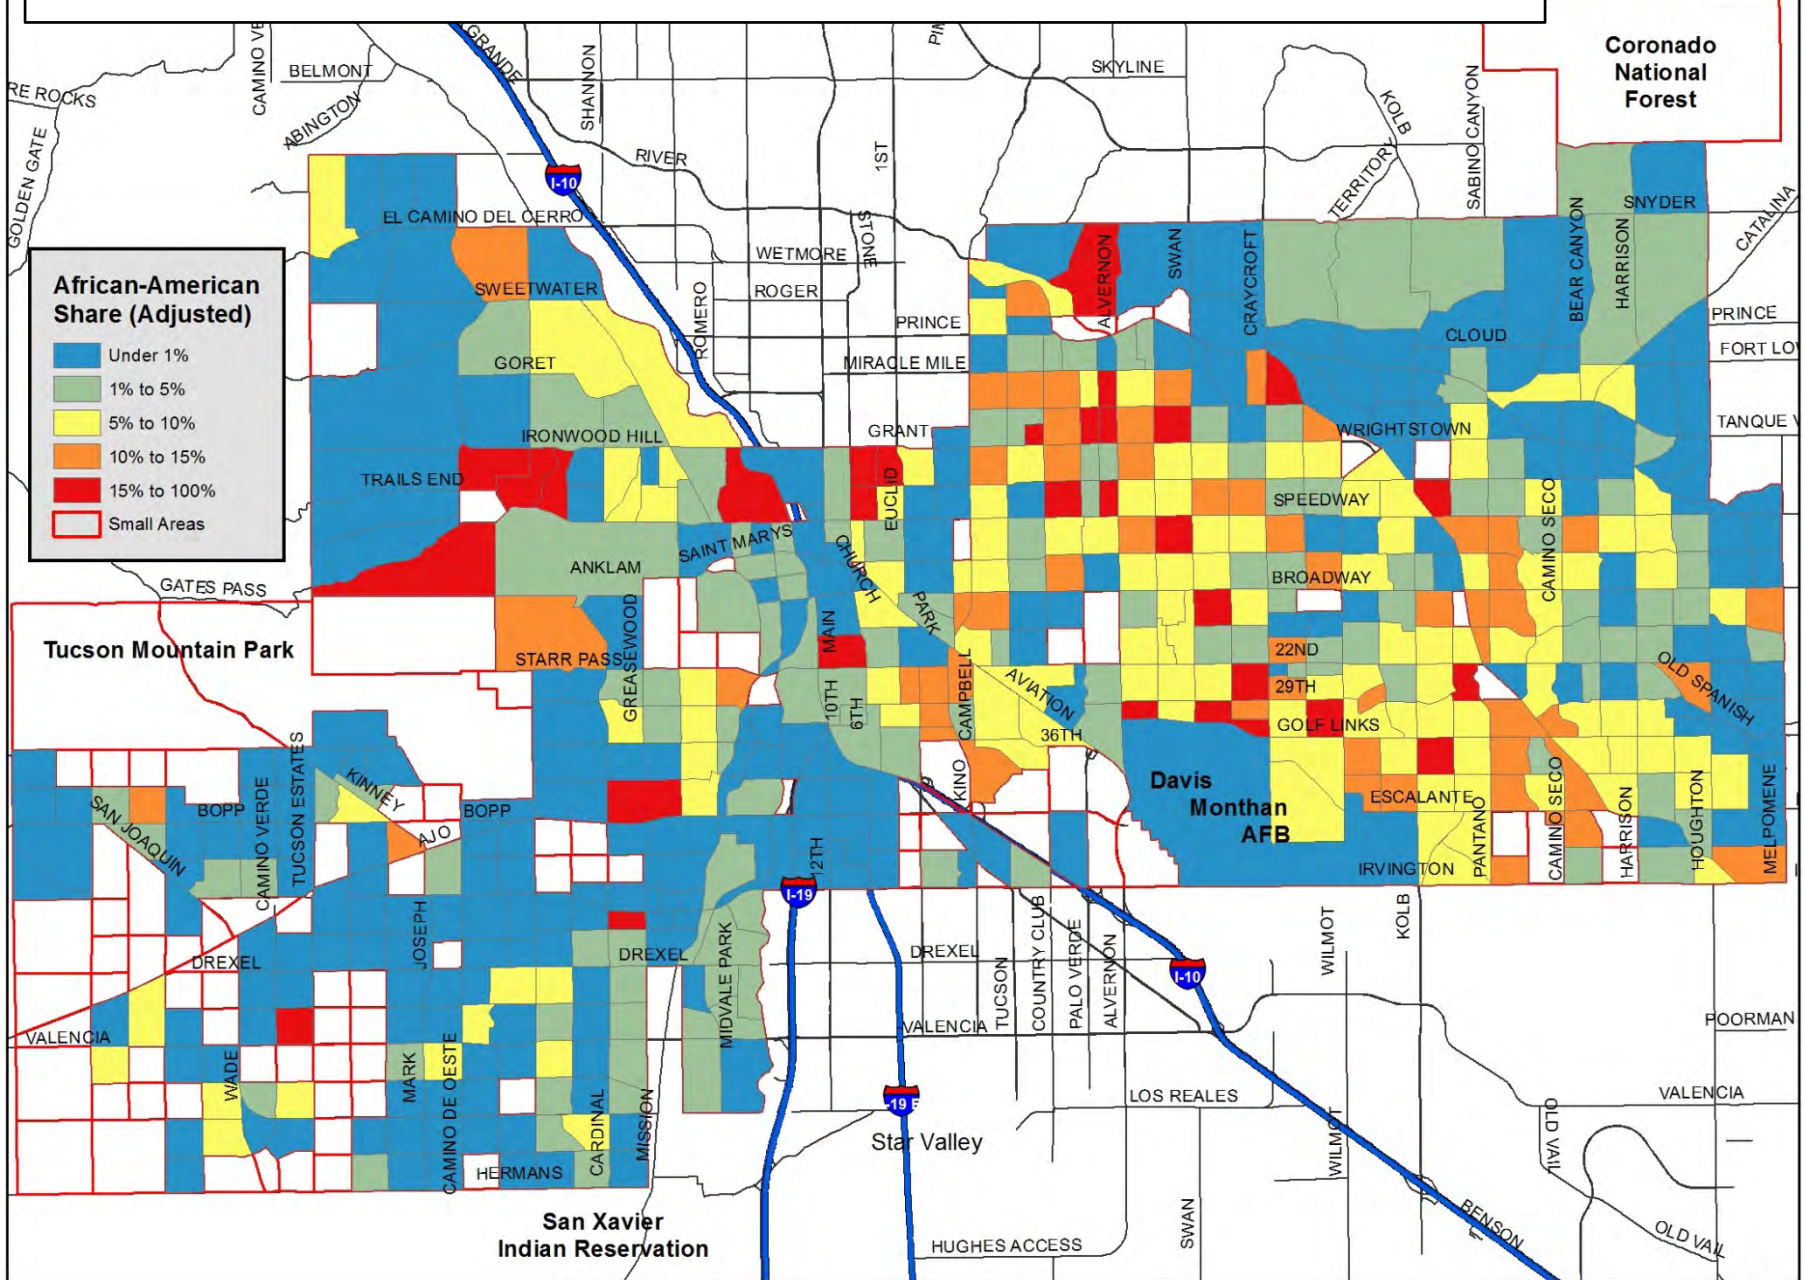 GRANDE
PIM
CAMINO VE
BELMONT
SHANNON
SKYLINE
Coronado
National
Forest
RE ROCKS
ABINGTON
KOLB
SABINO CANYON
GOLDEN GATE
RIVER
1ST
I-10
TERRITORY
SNYDER
CATALINA
EL CAMINO DEL CERRO
STONE
WETMORE
ALVERNON
SWAN
CRAYCROFT
BEAR CANYON
HARRISON
African-American
Share (Adjusted)
Under 1%
1% to 5%
5% to 10%
10% to 15%
15% to 100%
Small Areas
SWEETWATER
ROGER
ROMERO
PRINCE
PRINCE
CLOUD
GORET
MIRACLE MILE
FORT LO
IRONWOOD HILL
GRANT
WRIGHTSTOWN
TANQUE V
TRAILS END
EUCLID
SPEEDWAY
CAMINO SECO
SAINT MARYS
CHURCH
ANKLAM
BROADWAY
GATES PASS
PARK
MAIN
Tucson Mountain Park
STARR PASS
GREASEWOOD
22ND
CAMPBELL
AVIATION
29TH
OLD SPANISH
10TH
6TH
36TH
GOLF LINKS
TUCSON ESTATES
KINNEY
CAMINO VERDE
BOPP
BOPP
SAN JOAQUIN
AJO
KINO
Davis
Monthan
AFB
ESCALANTE
PANTANO
CAMINO SECO
HARRISON
HOUGHTON
MELPOMENE
12TH
IRVINGTON
I-19
JOSEPH
DREXEL
DREXEL
MIDVALE PARK
DREXEL
TUCSON
COUNTRY CLUB
PALO VERDE
ALVERNON
I-10
WILMOT
KOLB
VALENCIA
VALENCIA
POORMAN
WADE
MARK
CAMINO DE OESTE
CARDINAL
MISSION
-19 B
LOS REALES
VALENCIA
Star Valley
WILMOT
OLD VAIL
HERMANS
San Xavier
Indian Reservation
HUGHES ACCESS
SWAN
BENSON
OLD VAIL